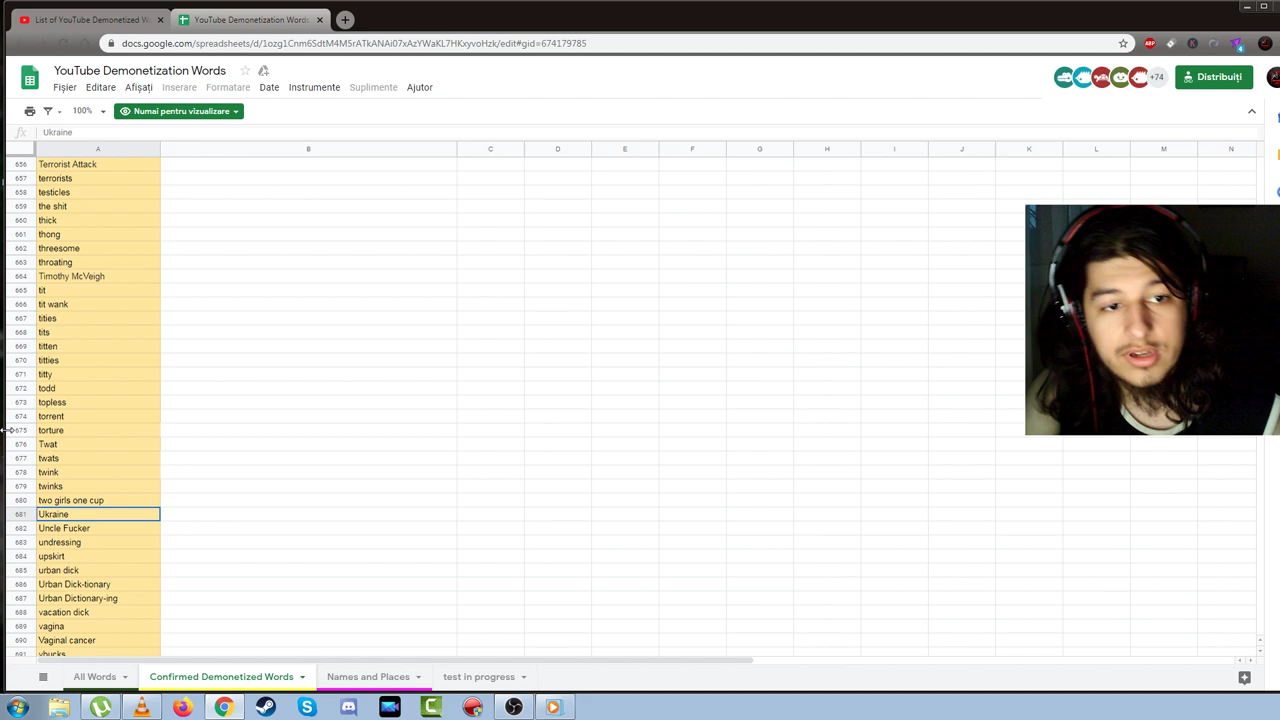 List of YouTube Demonetized W
YouTube Demonetization Words
docs.google.com/spreadsheets/d/1ozg1Cnm6SdtM4M5rATkANAi07xAzYWaKL7HKxyvoHzk/edit#gid=674179785
YouTube Demonetization Words
Fișier Editare Afișați Inserare Formatare Date Instrumente Suplimente Ajutor
+74
Distribuiți
100%
Numai pentru vizualizare
fx Ukraine
A B C D E F G H I J K L M N
656 Terrorist Attack
657 terrorists
658 testicles
659 the shit
660 thick
661 thong
662 threesome
663 throating
664 Timothy McVeigh
665 tit
666 tit wank
667 tities
668 tits
669 titten
670 titties
671 titty
672 todd
673 topless
674 torrent
675 torture
676 Twat
677 twats
678 twink
679 twinks
680 two girls one cup
681 Ukraine
682 Uncle Fucker
683 undressing
684 upskirt
685 urban dick
686 Urban Dick-tionary
687 Urban Dictionary-ing
688 vacation dick
689 vagina
690 Vaginal cancer
691 vbucks
All Words Confirmed Demonetized Words Names and Places test in progress